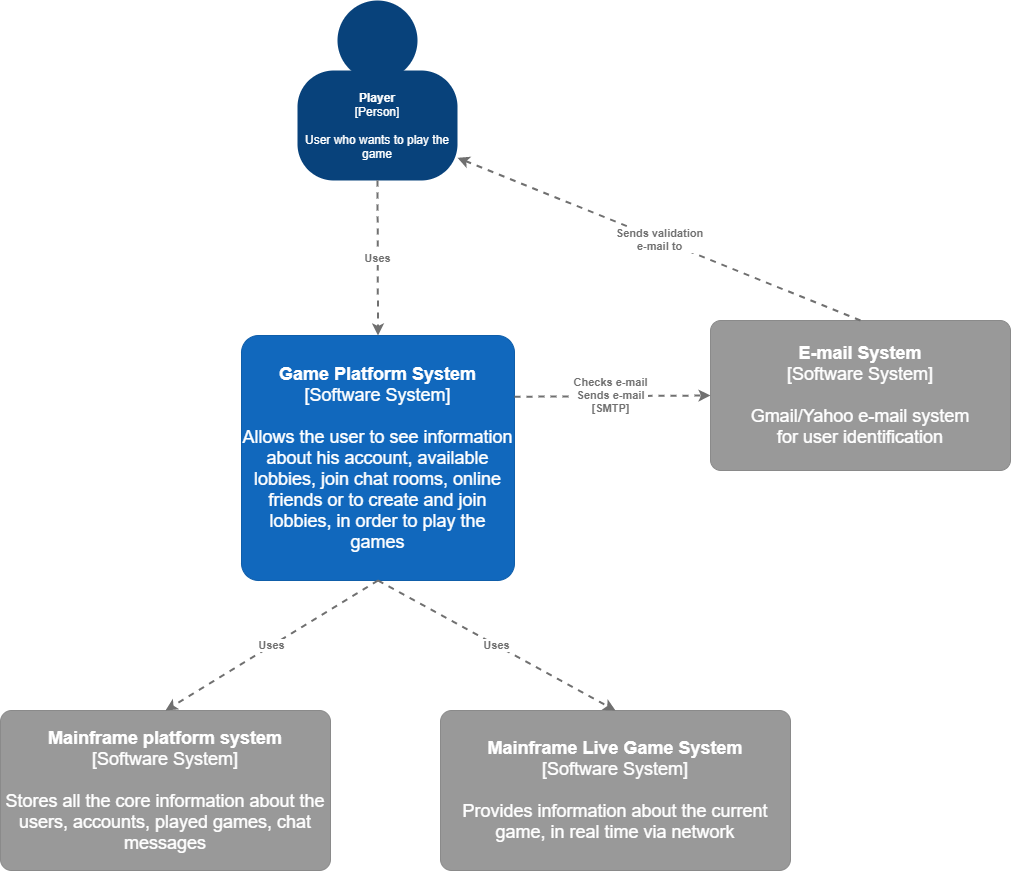 Player
[Person]
User who wants to play the
game
Sends validation
e-mail to
Uses
Game Platform System
[Software System]
Allows the user to see information
about his account, available
lobbies, join chat rooms, online
friends or to create and join
lobbies, in order to play the
games
Checks e-mail
Sends e-mail
[SMTP]
E-mail System
[Software System]
Gmail/Yahoo e-mail system
for user identification
Uses
Uses
Mainframe platform system
[Software System]
Stores all the core information about the
users, accounts, played games, chat
messages
Mainframe Live Game System
[Software System]
Provides information about the current
game, in real time via network